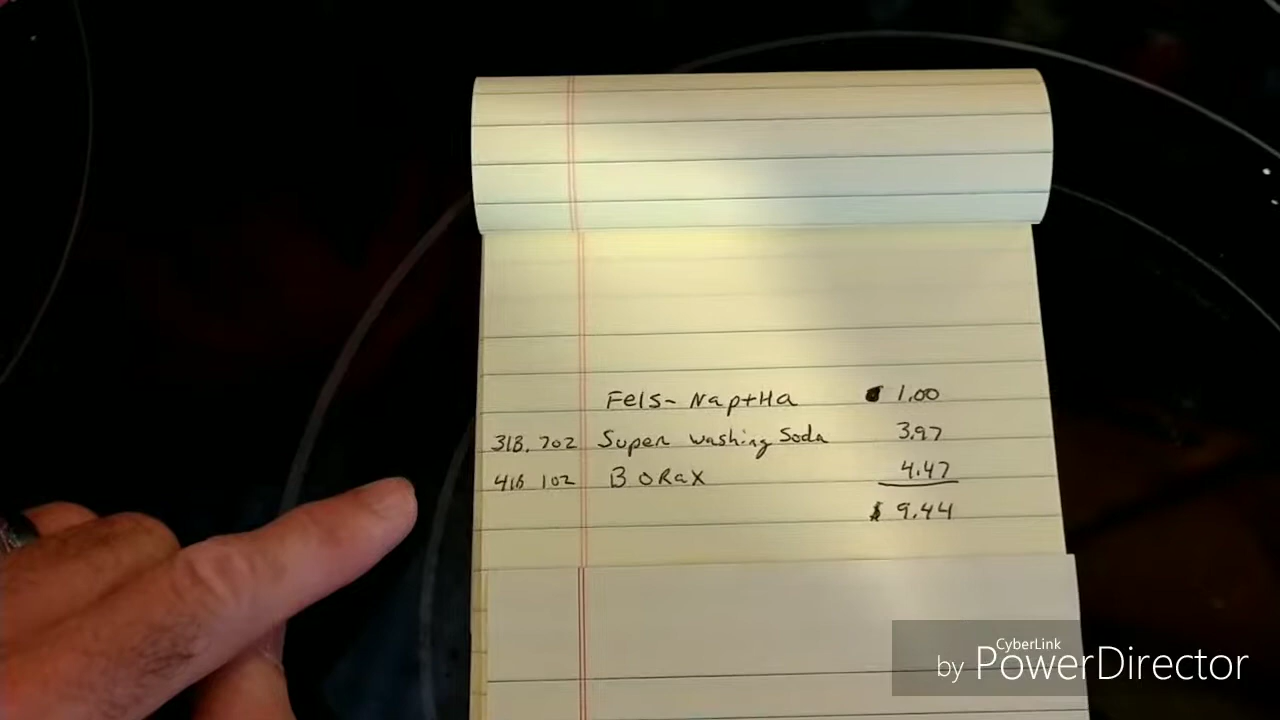 Fels-Naptha $1.00
3LB. 7OZ Super washing Soda 3.97
4LB 1OZ BORax 4.47
$ 9.44
CyberLink
by PowerDirector